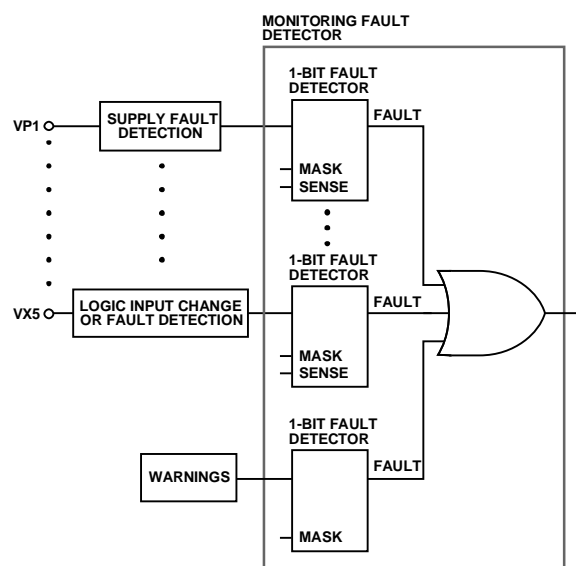 MONITORING FAULT
DETECTOR
1-BIT FAULT
DETECTOR
VP1
SUPPLY FAULT
DETECTION
FAULT
MASK
SENSE
1-BIT FAULT
DETECTOR
VX5
LOGIC INPUT CHANGE
OR FAULT DETECTION
FAULT
MASK
SENSE
1-BIT FAULT
DETECTOR
WARNINGS
FAULT
MASK